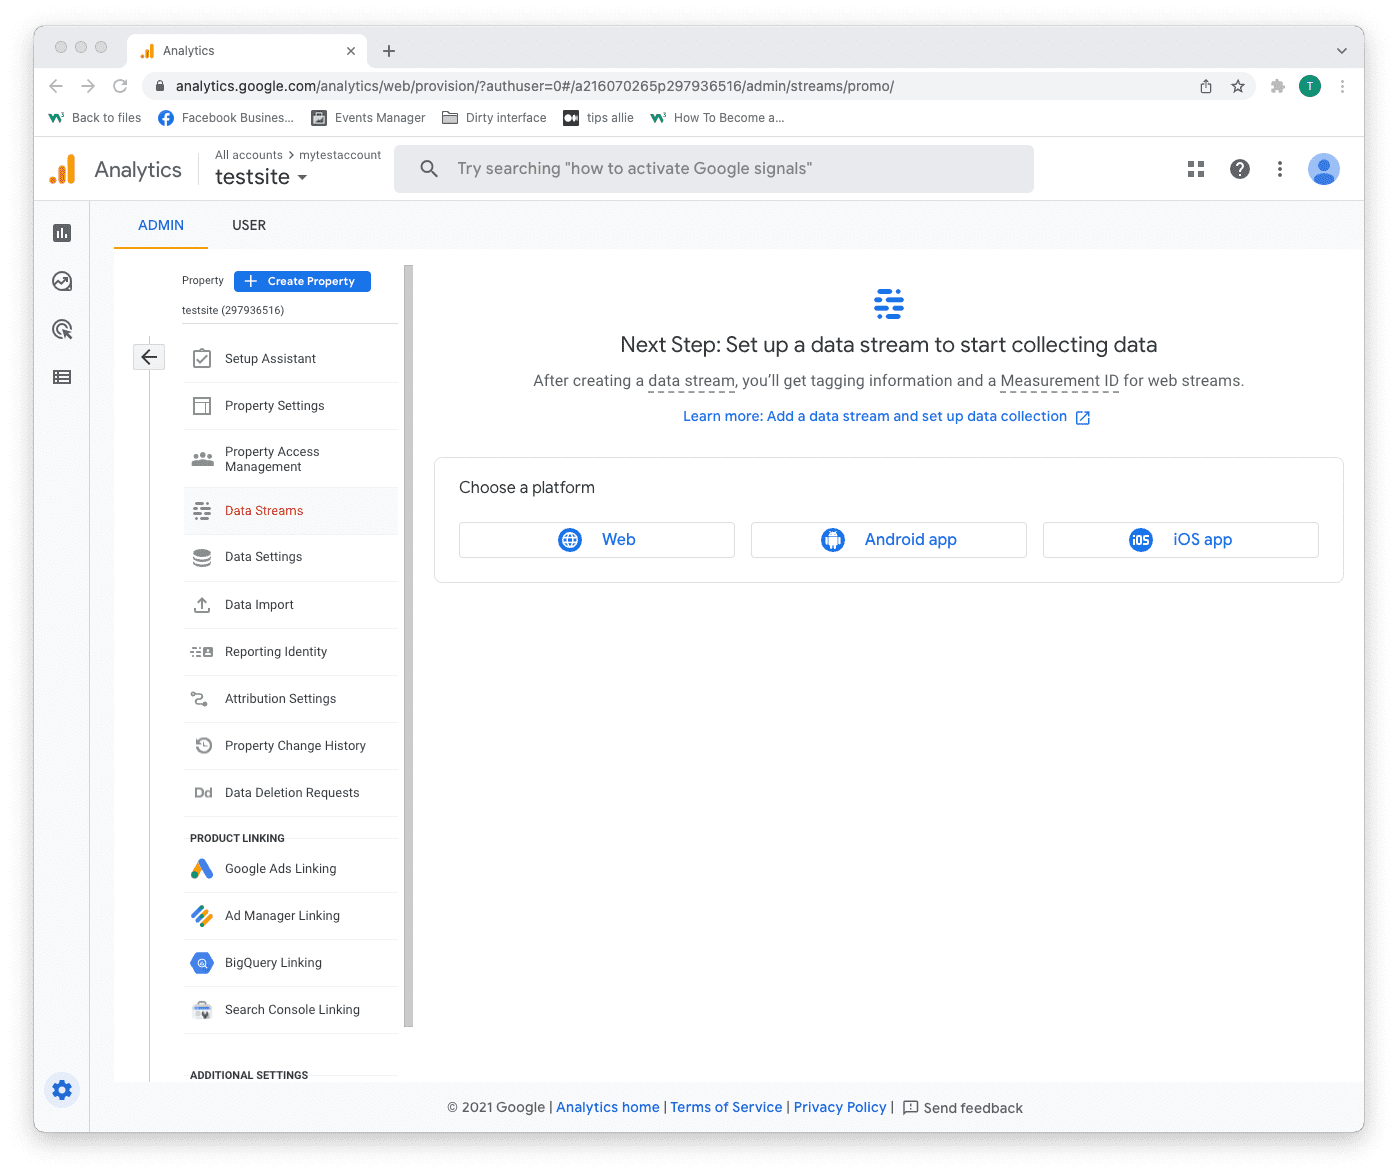 Analytics
analytics.google.com/analytics/web/provision/?authuser=0#/a216070265p297936516/admin/streams/promo/
T
Back to files
Facebook Busines...
Events Manager
Dirty interface
tips allie
How To Become a...
Analytics
All accounts > mytestaccount
testsite
Try searching "how to activate Google signals"
ADMIN
USER
Property
Create Property
testsite (297936516)
Setup Assistant
Property Settings
Property Access
Management
Data Streams
Data Settings
Data Import
Reporting Identity
Attribution Settings
Property Change History
Dd Data Deletion Requests
PRODUCT LINKING
Google Ads Linking
Ad Manager Linking
BigQuery Linking
Search Console Linking
ADDITIONAL SETTINGS
Next Step: Set up a data stream to start collecting data
After creating a data stream, you’ll get tagging information and a Measurement ID for web streams.
Learn more: Add a data stream and set up data collection
Choose a platform
Web
Android app
iOS iOS app
© 2021 Google | Analytics home | Terms of Service | Privacy Policy | Send feedback